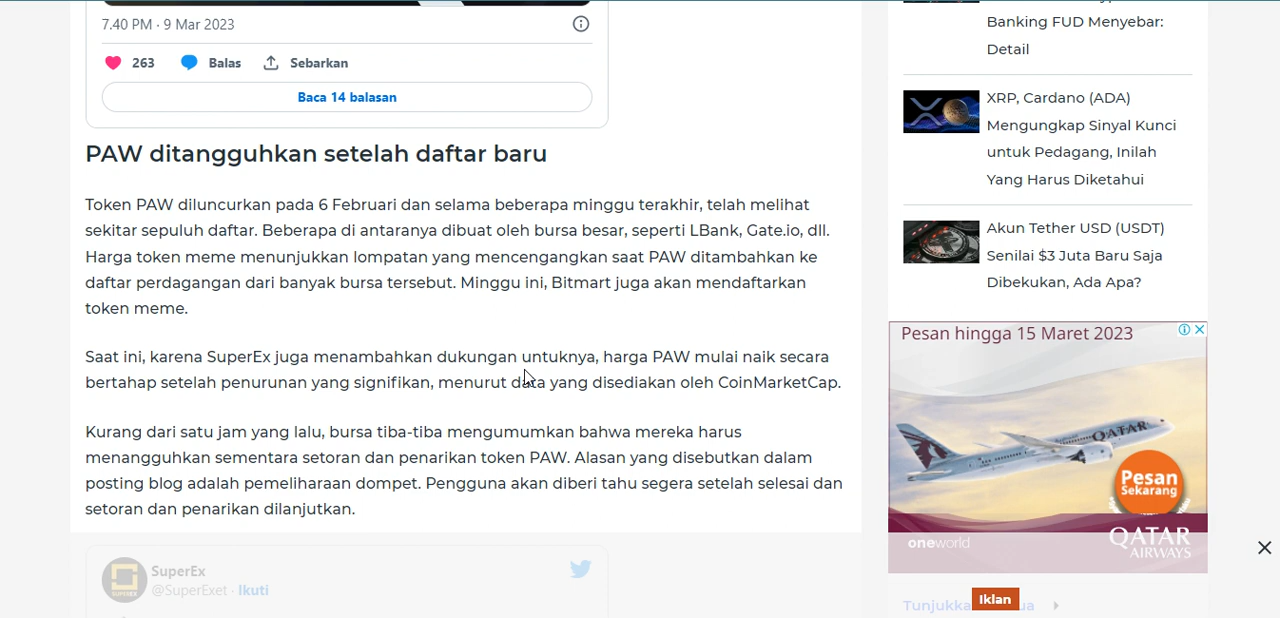 7.40 PM · 9 Mar 2023
263 Balas Sebarkan
Baca 14 balasan
PAW ditangguhkan setelah daftar baru
Token PAW diluncurkan pada 6 Februari dan selama beberapa minggu terakhir, telah melihat
sekitar sepuluh daftar. Beberapa di antaranya dibuat oleh bursa besar, seperti LBank, Gate.io, dll.
Harga token meme menunjukkan lompatan yang mencengangkan saat PAW ditambahkan ke
daftar perdagangan dari banyak bursa tersebut. Minggu ini, Bitmart juga akan mendaftarkan
token meme.
Saat ini, karena SuperEx juga menambahkan dukungan untuknya, harga PAW mulai naik secara
bertahap setelah penurunan yang signifikan, menurut data yang disediakan oleh CoinMarketCap.
Kurang dari satu jam yang lalu, bursa tiba-tiba mengumumkan bahwa mereka harus
menangguhkan sementara setoran dan penarikan token PAW. Alasan yang disebutkan dalam
posting blog adalah pemeliharaan dompet. Pengguna akan diberi tahu segera setelah selesai dan
setoran dan penarikan dilanjutkan.
SuperEx
@SuperExet · Ikuti
Banking FUD Menyebar:
Detail
XRP, Cardano (ADA)
Mengungkap Sinyal Kunci
untuk Pedagang, Inilah
Yang Harus Diketahui
Akun Tether USD (USDT)
Senilai $3 Juta Baru Saja
Dibekukan, Ada Apa?
Pesan hingga 15 Maret 2023
QATAR
Pesan
Sekarang
oneworld
QATAR
AIRWAYS
Iklan